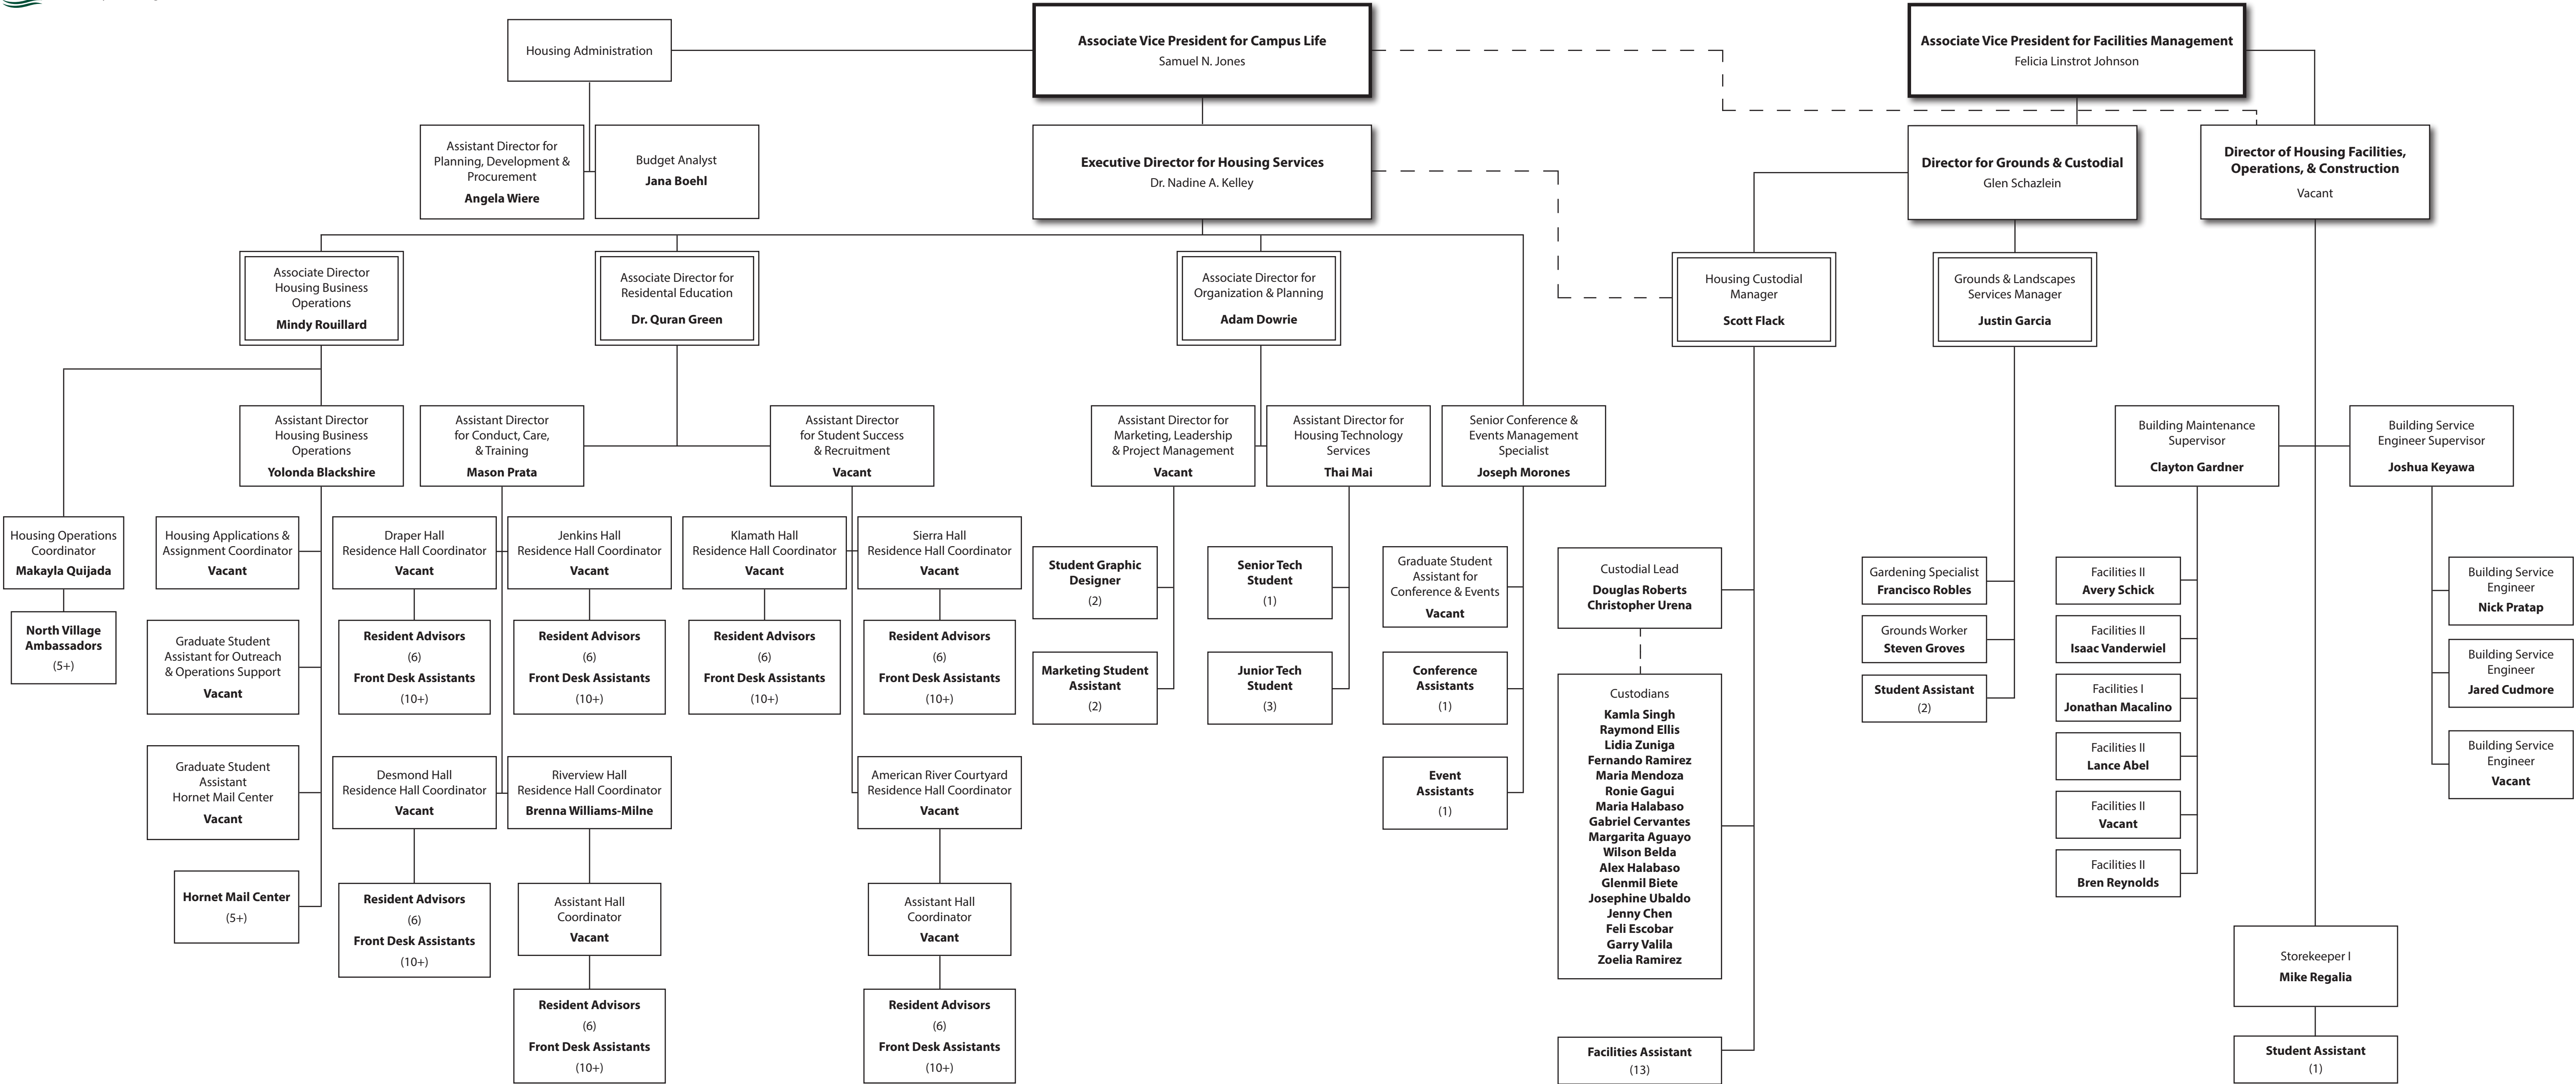 Housing Administration
Associate Vice President for Campus Life
Samuel N. Jones
Associate Vice President for Facilities Management
Felicia Linstrot Johnson
Assistant Director for
Planning, Development &
Procurement
Angela Wiere
Budget Analyst
Jana Boehl
Executive Director for Housing Services
Dr. Nadine A. Kelley
Director for Grounds & Custodial
Glen Schazlein
Director of Housing Facilities,
Operations, & Construction
Vacant
Associate Director
Housing Business
Operations
Mindy Rouillard
Associate Director for
Residental Education
Dr. Quran Green
Associate Director for
Organization & Planning
Adam Dowrie
Housing Custodial
Manager
Scott Flack
Grounds & Landscapes
Services Manager
Justin Garcia
Assistant Director
Housing Business
Operations
Yolonda Blackshire
Assistant Director
for Conduct, Care,
& Training
Mason Prata
Assistant Director
for Student Success
& Recruitment
Vacant
Assistant Director for
Marketing, Leadership
& Project Management
Vacant
Assistant Director for
Housing Technology
Services
Thai Mai
Senior Conference &
Events Management
Specialist
Joseph Morones
Building Maintenance
Supervisor
Clayton Gardner
Building Service
Engineer Supervisor
Joshua Keyawa
Housing Operations
Coordinator
Makayla Quijada
North Village
Ambassadors
(5+)
Housing Applications &
Assignment Coordinator
Vacant
Graduate Student
Assistant for Outreach
& Operations Support
Vacant
Graduate Student
Assistant
Hornet Mail Center
Vacant
Hornet Mail Center
(5+)
Draper Hall
Residence Hall Coordinator
Vacant
Resident Advisors
(6)
Front Desk Assistants
(10+)
Desmond Hall
Residence Hall Coordinator
Vacant
Resident Advisors
(6)
Front Desk Assistants
(10+)
Jenkins Hall
Residence Hall Coordinator
Vacant
Resident Advisors
(6)
Front Desk Assistants
(10+)
Riverview Hall
Residence Hall Coordinator
Brenna Williams-Milne
Assistant Hall
Coordinator
Vacant
Resident Advisors
(6)
Front Desk Assistants
(10+)
Klamath Hall
Residence Hall Coordinator
Vacant
Resident Advisors
(6)
Front Desk Assistants
(10+)
Sierra Hall
Residence Hall Coordinator
Vacant
Resident Advisors
(6)
Front Desk Assistants
(10+)
American River Courtyard
Residence Hall Coordinator
Vacant
Assistant Hall
Coordinator
Vacant
Resident Advisors
(6)
Front Desk Assistants
(10+)
Student Graphic
Designer
(2)
Marketing Student
Assistant
(2)
Senior Tech
Student
(1)
Junior Tech
Student
(3)
Graduate Student
Assistant for
Conference & Events
Vacant
Conference
Assistants
(1)
Event
Assistants
(1)
Custodial Lead
Douglas Roberts
Christopher Urena
Custodians
Kamla Singh
Raymond Ellis
Lidia Zuniga
Fernando Ramirez
Maria Mendoza
Ronie Gagui
Maria Halabaso
Gabriel Cervantes
Margarita Aguayo
Wilson Belda
Alex Halabaso
Glenmil Biete
Josephine Ubaldo
Jenny Chen
Feli Escobar
Garry Valila
Zoelia Ramirez
Facilities Assistant
(13)
Gardening Specialist
Francisco Robles
Grounds Worker
Steven Groves
Student Assistant
(2)
Facilities II
Avery Schick
Facilities II
Isaac Vanderwiel
Facilities I
Jonathan Macalino
Facilities II
Lance Abel
Facilities II
Vacant
Facilities II
Bren Reynolds
Building Service
Engineer
Nick Pratap
Building Service
Engineer
Jared Cudmore
Building Service
Engineer
Vacant
Storekeeper I
Mike Regalia
Student Assistant
(1)